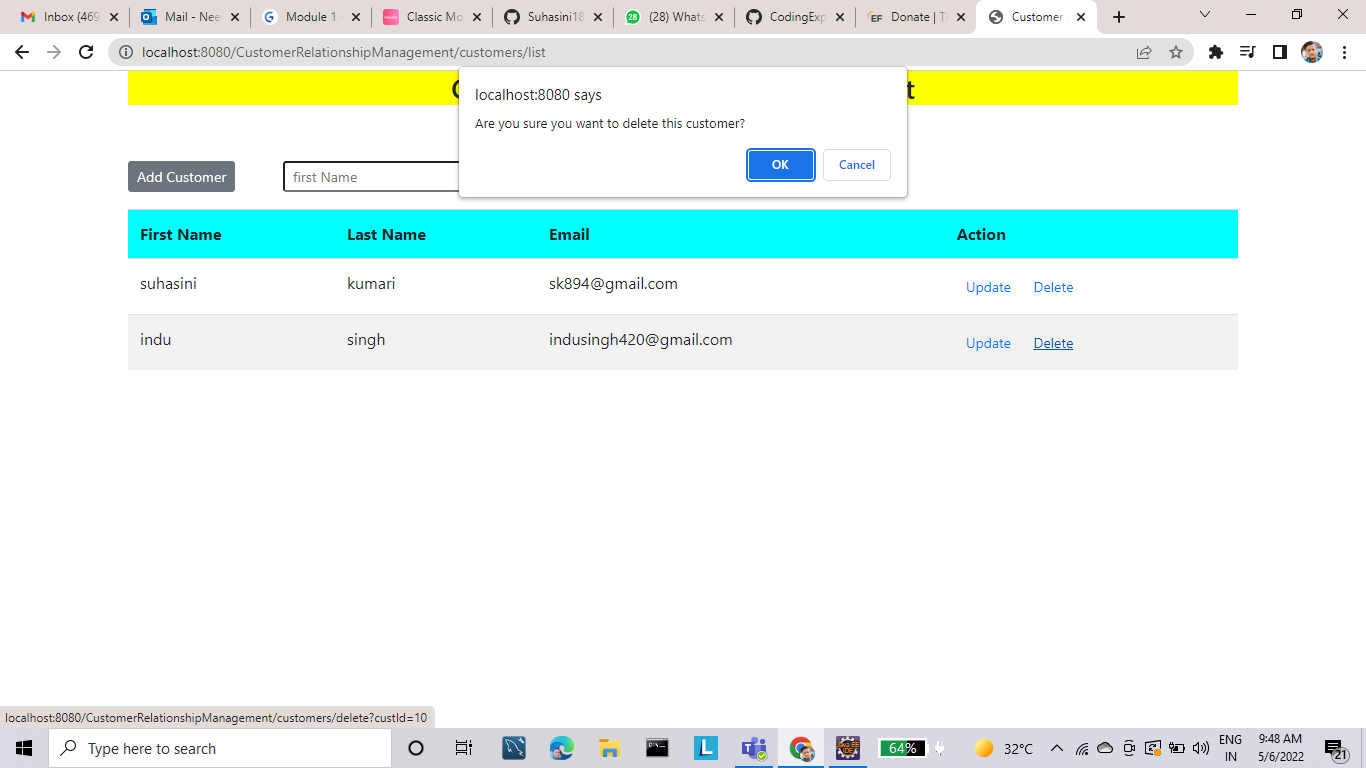 Inbox (469
Mail - Nee
Module 1 -
Classic Mo
Suhasini18
(28) Whats
CodingExp
Donate | T
Customer
localhost:8080/CustomerRelationshipManagement/customers/list
localhost:8080 says
Are you sure you want to delete this customer?
OK Cancel
Add Customer first Name
First Name Last Name Email Action
suhasini kumari sk894@gmail.com Update Delete
indu singh indusingh420@gmail.com Update Delete
localhost:8080/CustomerRelationshipManagement/customers/delete?custId=10
Type here to search
64%
32°C
ENG
IN
9:48 AM
5/6/2022
21